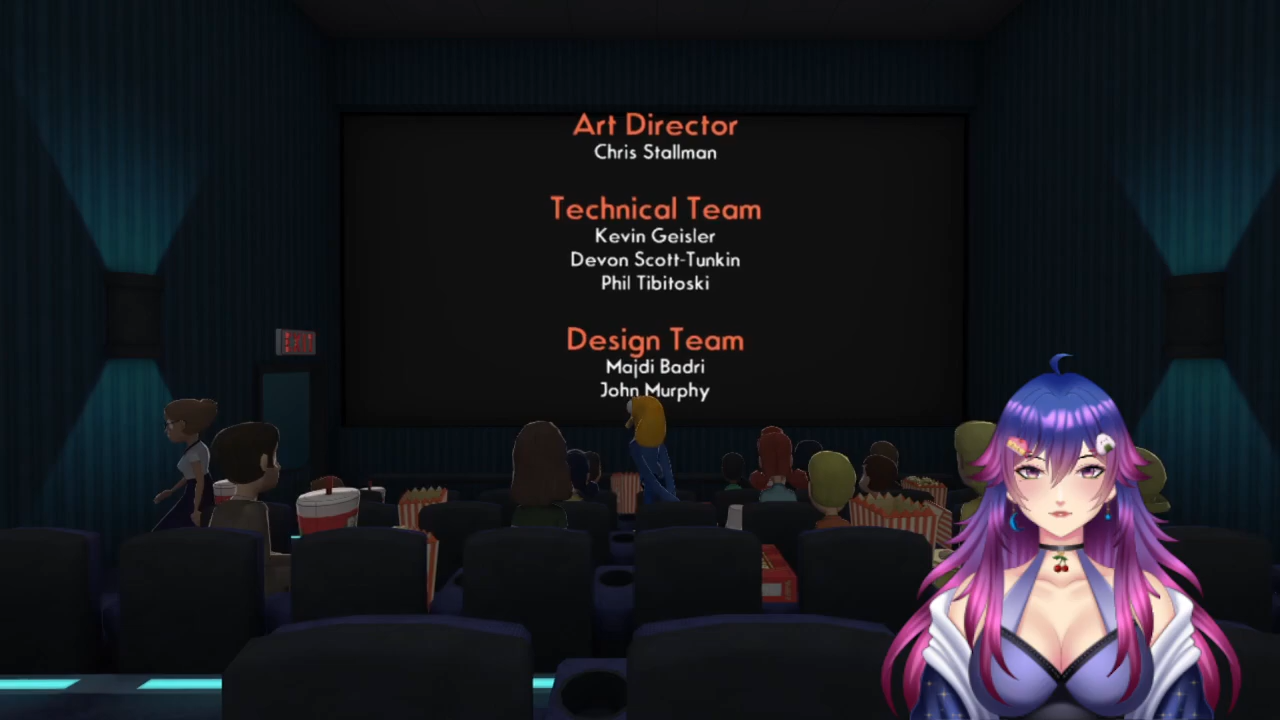 Art Director
Chris Stallman
Technical Team
Kevin Geisler
Devon Scott-Tunkin
Phil Tibitoski
Design Team
Majdi Badri
John Murphy
EXIT